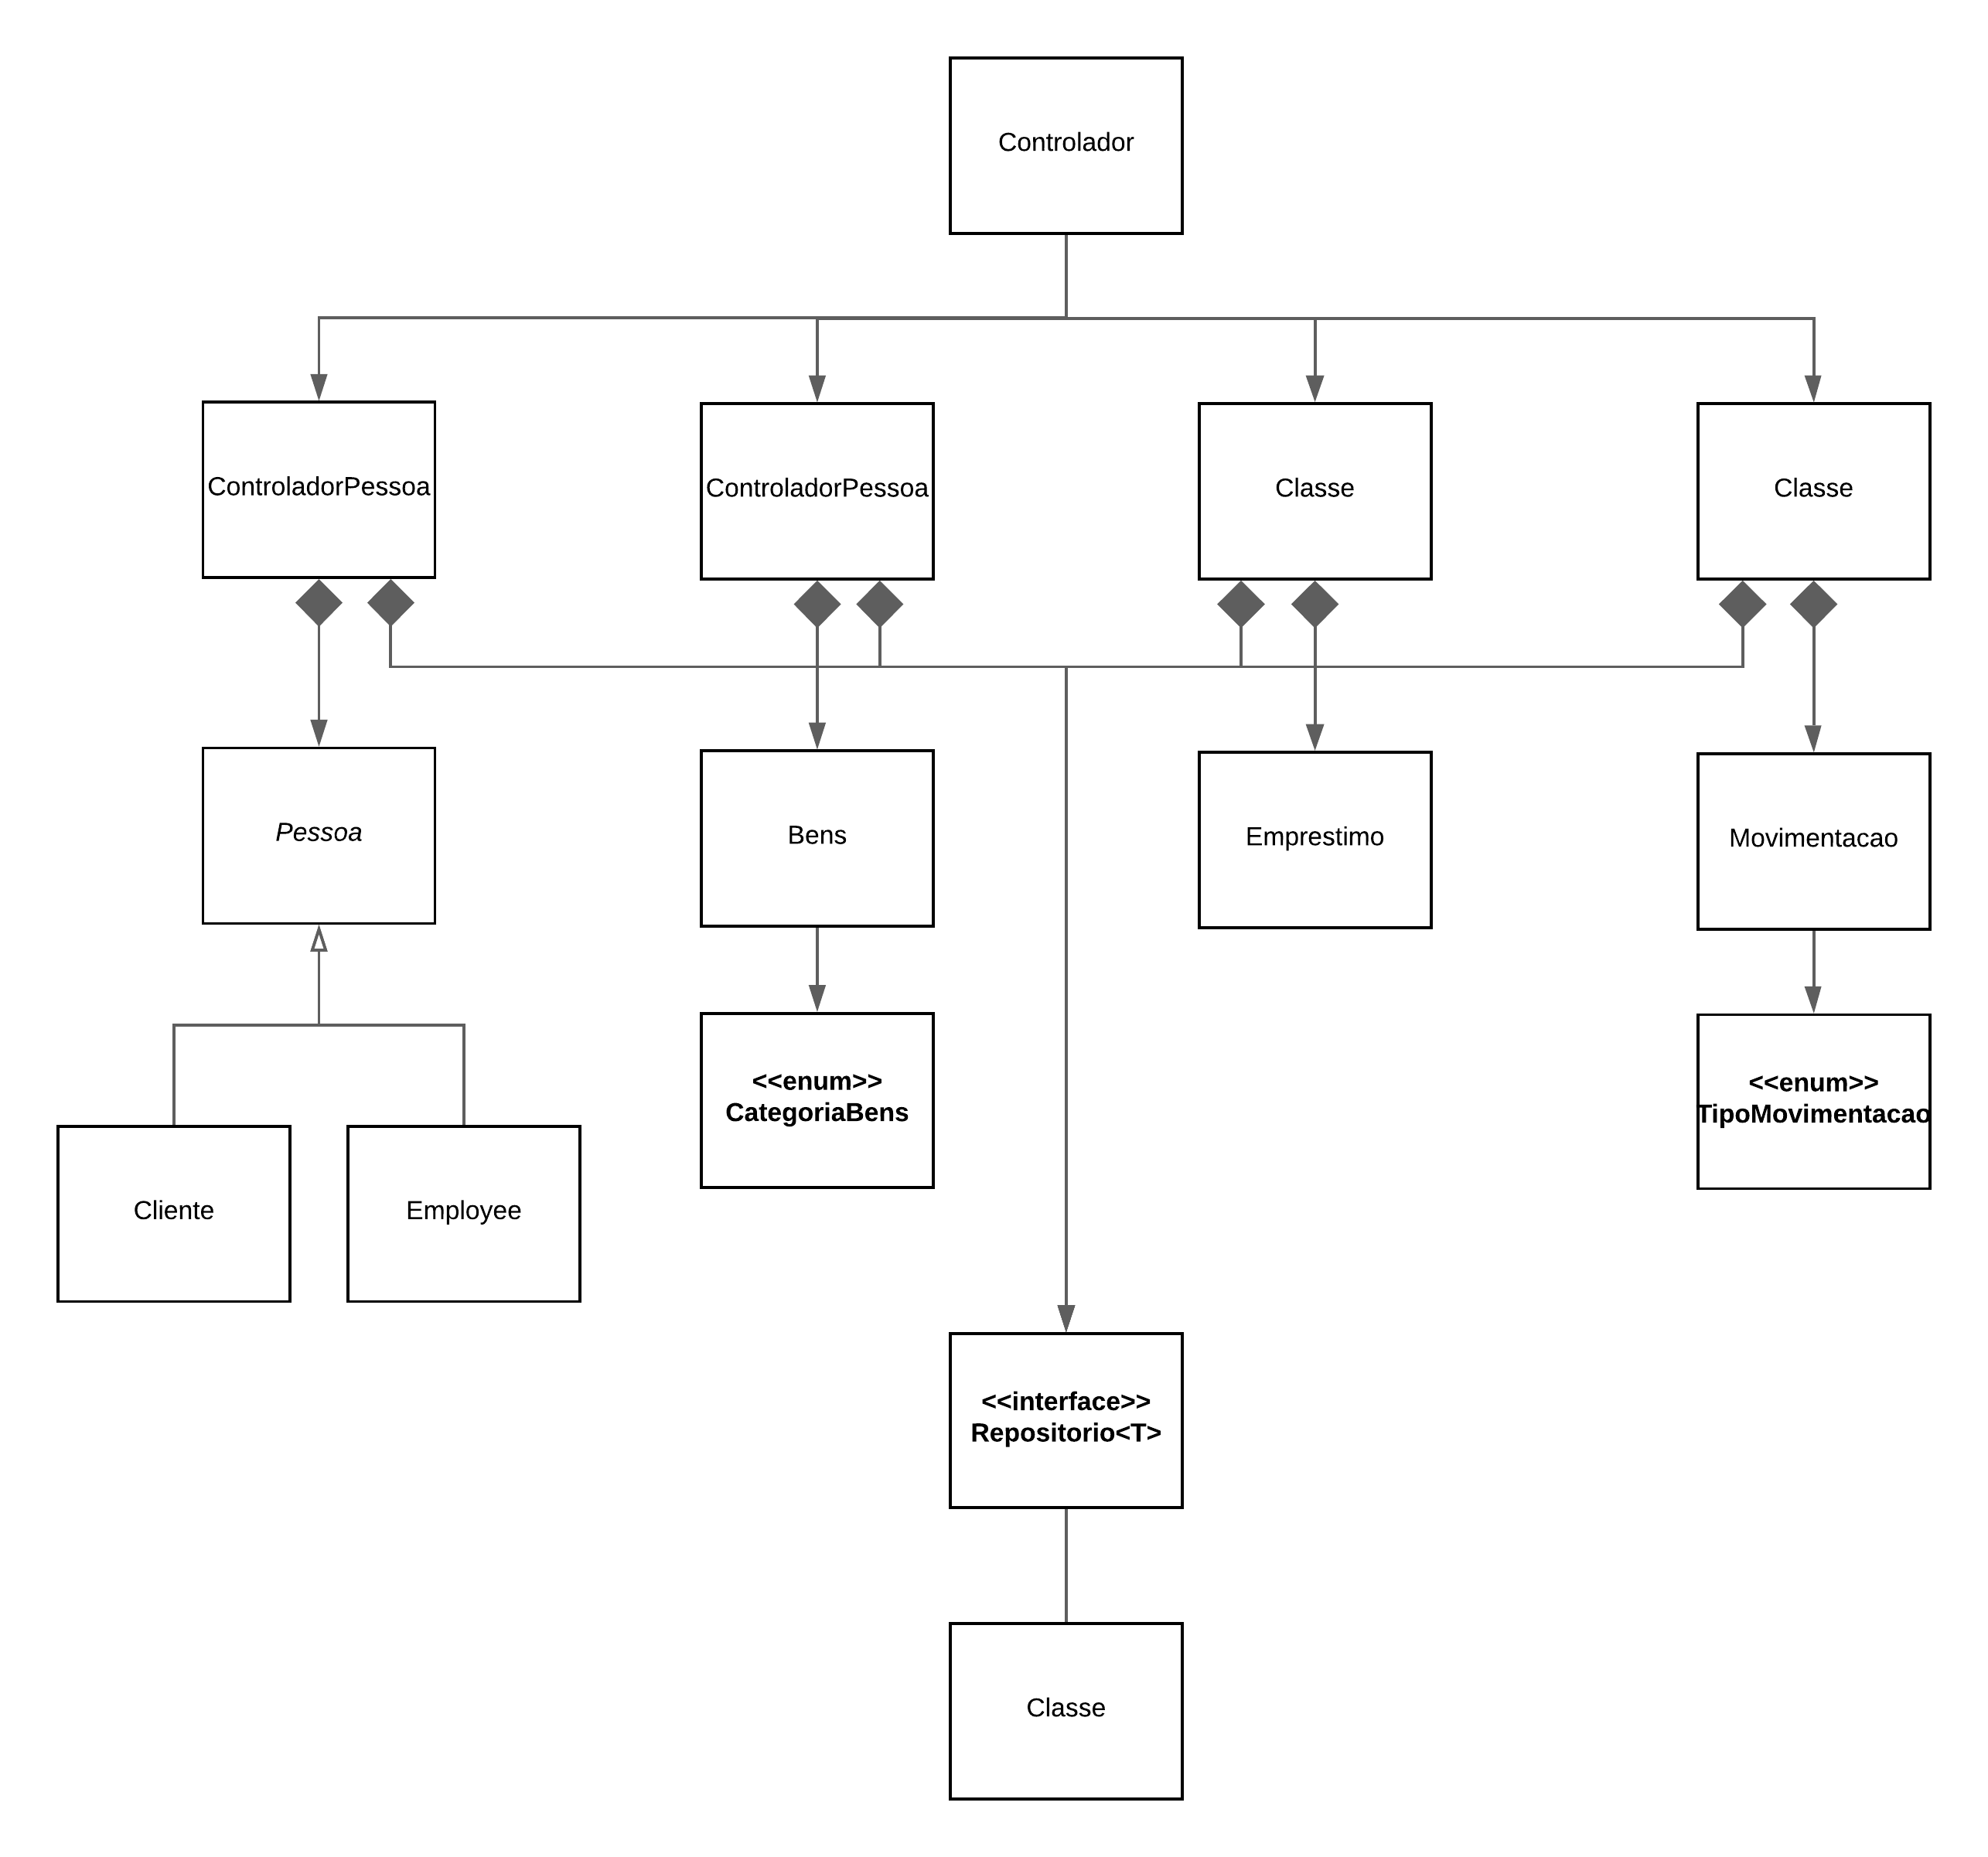 Controlador
ControladorPessoa
ControladorPessoa
Classe
Classe
Pessoa
Bens
Emprestimo
Movimentacao
<<enum>>
CategoriaBens
<<enum>>
TipoMovimentacao
Cliente
Employee
<<interface>>
Repositorio<T>
Classe